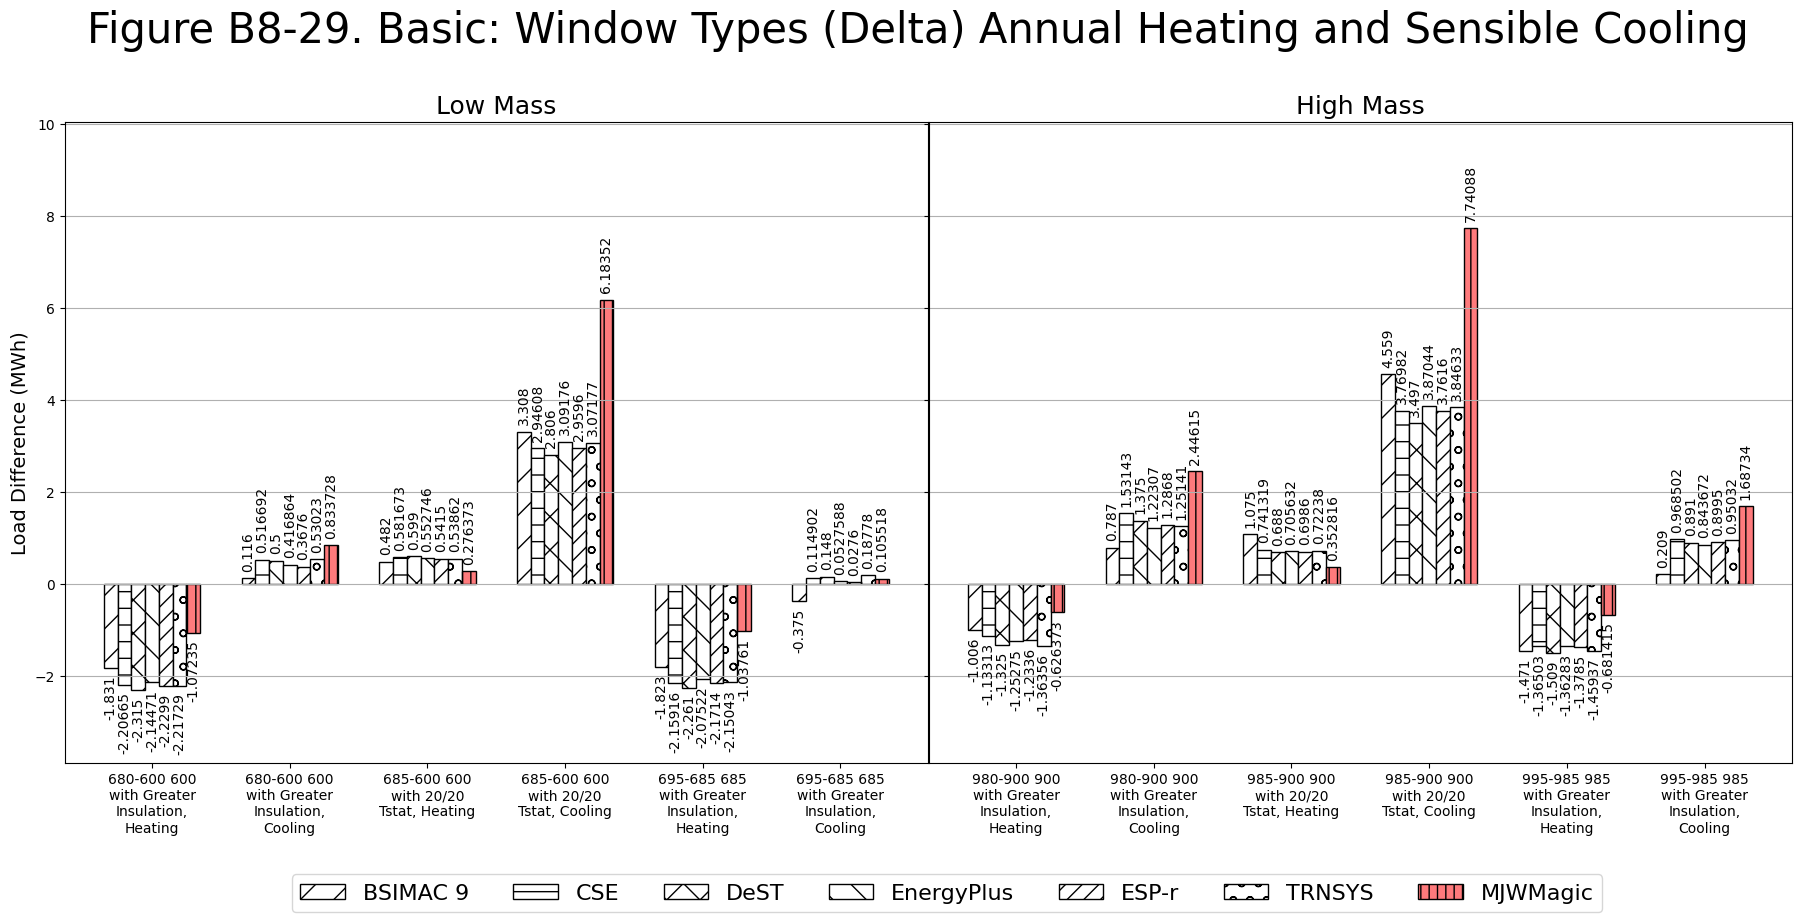 Figure B8-29. Basic: Window Types (Delta) Annual Heating and Sensible Cooling
Low Mass
High Mass
Load Difference (MWh)
10
8
6
4
2
0
−2
-1.831
-2.20665
-2.315
-2.14471
-2.2299
-2.21729
-1.07235
0.116
0.516692
0.5
0.416864
0.3676
0.53023
0.833728
0.482
0.581673
0.599
0.552746
0.5415
0.53862
0.276373
3.308
2.94608
2.806
3.09176
2.9596
3.07177
6.18352
-1.823
-2.15916
-2.261
-2.07522
-2.1714
-2.15043
-1.03761
-0.375
0.114902
0.148
0.0527588
0.0276
0.18778
0.105518
-1.006
-1.13313
-1.325
-1.25275
-1.2336
-1.36356
-0.626373
0.787
1.53143
1.375
1.22307
1.2868
1.25141
2.44615
1.075
0.741319
0.688
0.705632
0.6986
0.72238
0.352816
4.559
3.76982
3.497
3.87044
3.7616
3.84633
7.74088
-1.471
-1.36503
-1.509
-1.36283
-1.3785
-1.45937
-0.681415
0.209
0.968502
0.891
0.843672
0.8995
0.95032
1.68734
680-600 600
with Greater
Insulation,
Heating
680-600 600
with Greater
Insulation,
Cooling
685-600 600
with 20/20
Tstat, Heating
685-600 600
with 20/20
Tstat, Cooling
695-685 685
with Greater
Insulation,
Heating
695-685 685
with Greater
Insulation,
Cooling
980-900 900
with Greater
Insulation,
Heating
980-900 900
with Greater
Insulation,
Cooling
985-900 900
with 20/20
Tstat, Heating
985-900 900
with 20/20
Tstat, Cooling
995-985 985
with Greater
Insulation,
Heating
995-985 985
with Greater
Insulation,
Cooling
BSIMAC 9
CSE
DeST
EnergyPlus
ESP-r
TRNSYS
MJWMagic